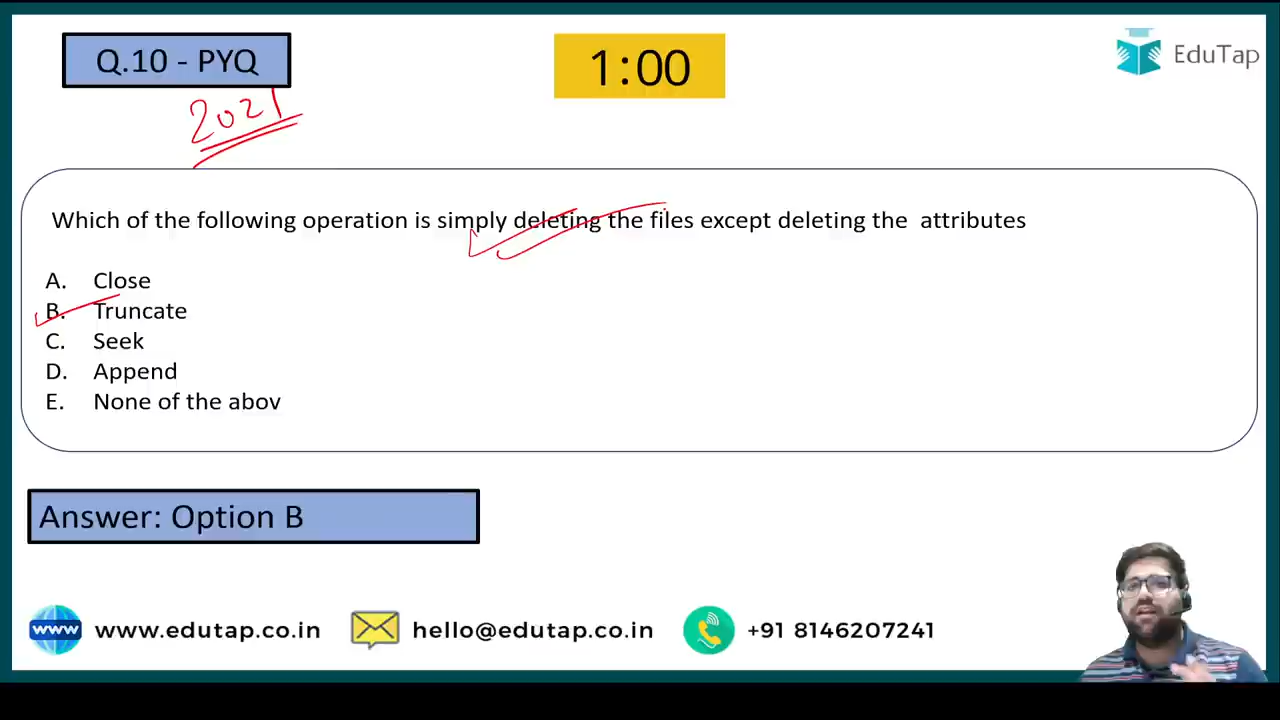 Q.10 - PYQ
1:00
EduTap
2021
Which of the following operation is simply deleting the files except deleting the attributes
A. Close
B. Truncate
C. Seek
D. Append
E. None of the abov
Answer: Option B
www
www.edutap.co.in
hello@edutap.co.in
+91 8146207241